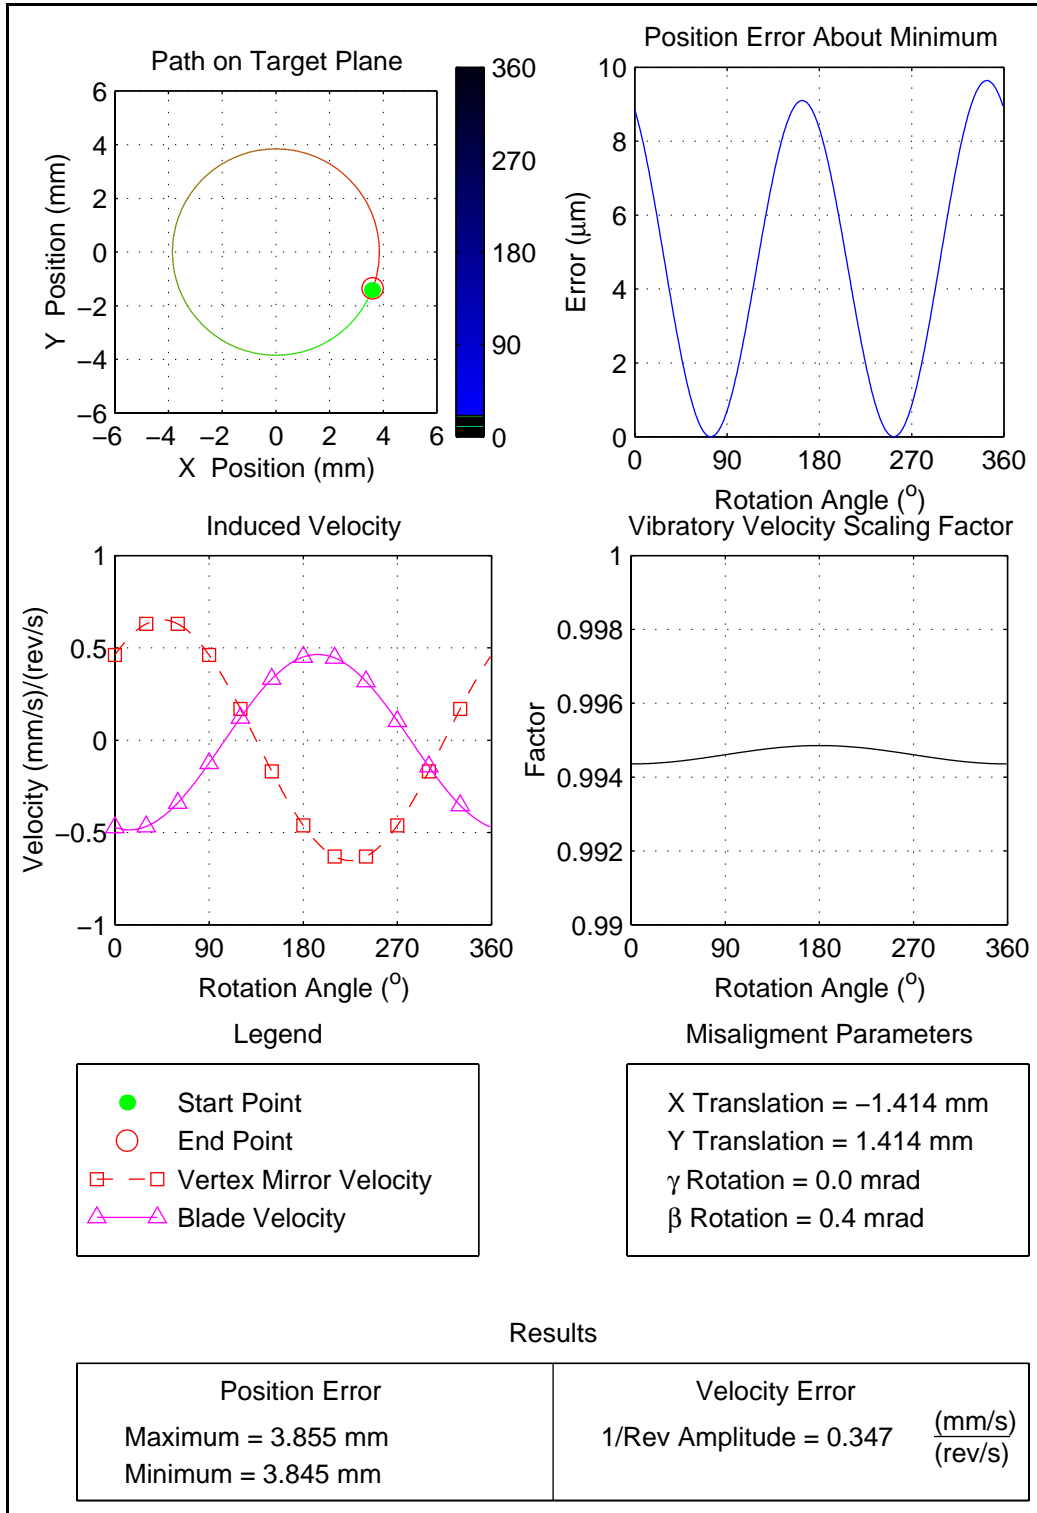 Path on Target Plane
6
4
2
0
−2
−4
−6
−6 −4 −2 0 2 4 6
X Position (mm)
Y Position (mm)
360
270
180
90
0
Position Error About Minimum
10
8
6
4
2
0
0 90 180 270 360
Rotation Angle (o)
Error (μm)
Induced Velocity
1
0.5
0
−0.5
−1
0 90 180 270 360
Rotation Angle (o)
Velocity (mm/s)/(rev/s)
Vibratory Velocity Scaling Factor
1
0.998
0.996
0.994
0.992
0.99
0 90 180 270 360
Rotation Angle (o)
Factor
Legend
Start Point
End Point
Vertex Mirror Velocity
Blade Velocity
Misaligment Parameters
X Translation = −1.414 mm
Y Translation = 1.414 mm
γ Rotation = 0.0 mrad
β Rotation = 0.4 mrad
Results
Position Error
Maximum = 3.855 mm
Minimum = 3.845 mm
Velocity Error
1/Rev Amplitude = 0.347 (mm/s)
(rev/s)